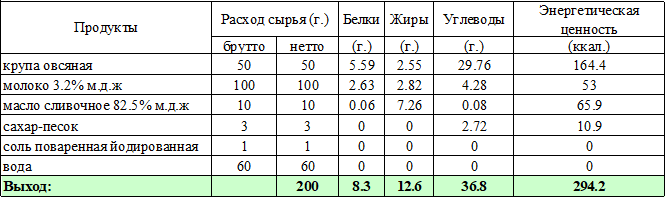 Продукты Расход сырья (г.) Белки Жиры Углеводы Энергетическая ценность
брутто нетто (г.) (г.) (г.) (ккал.)
крупа овсяная 50 50 5.59 2.55 29.76 164.4
молоко 3.2% м.д.ж 100 100 2.63 2.82 4.28 53
масло сливочное 82.5% м.д.ж 10 10 0.06 7.26 0.08 65.9
сахар-песок 3 3 0 0 2.72 10.9
соль поваренная йодированная 1 1 0 0 0 0
вода 60 60 0 0 0 0
Выход: 200 8.3 12.6 36.8 294.2